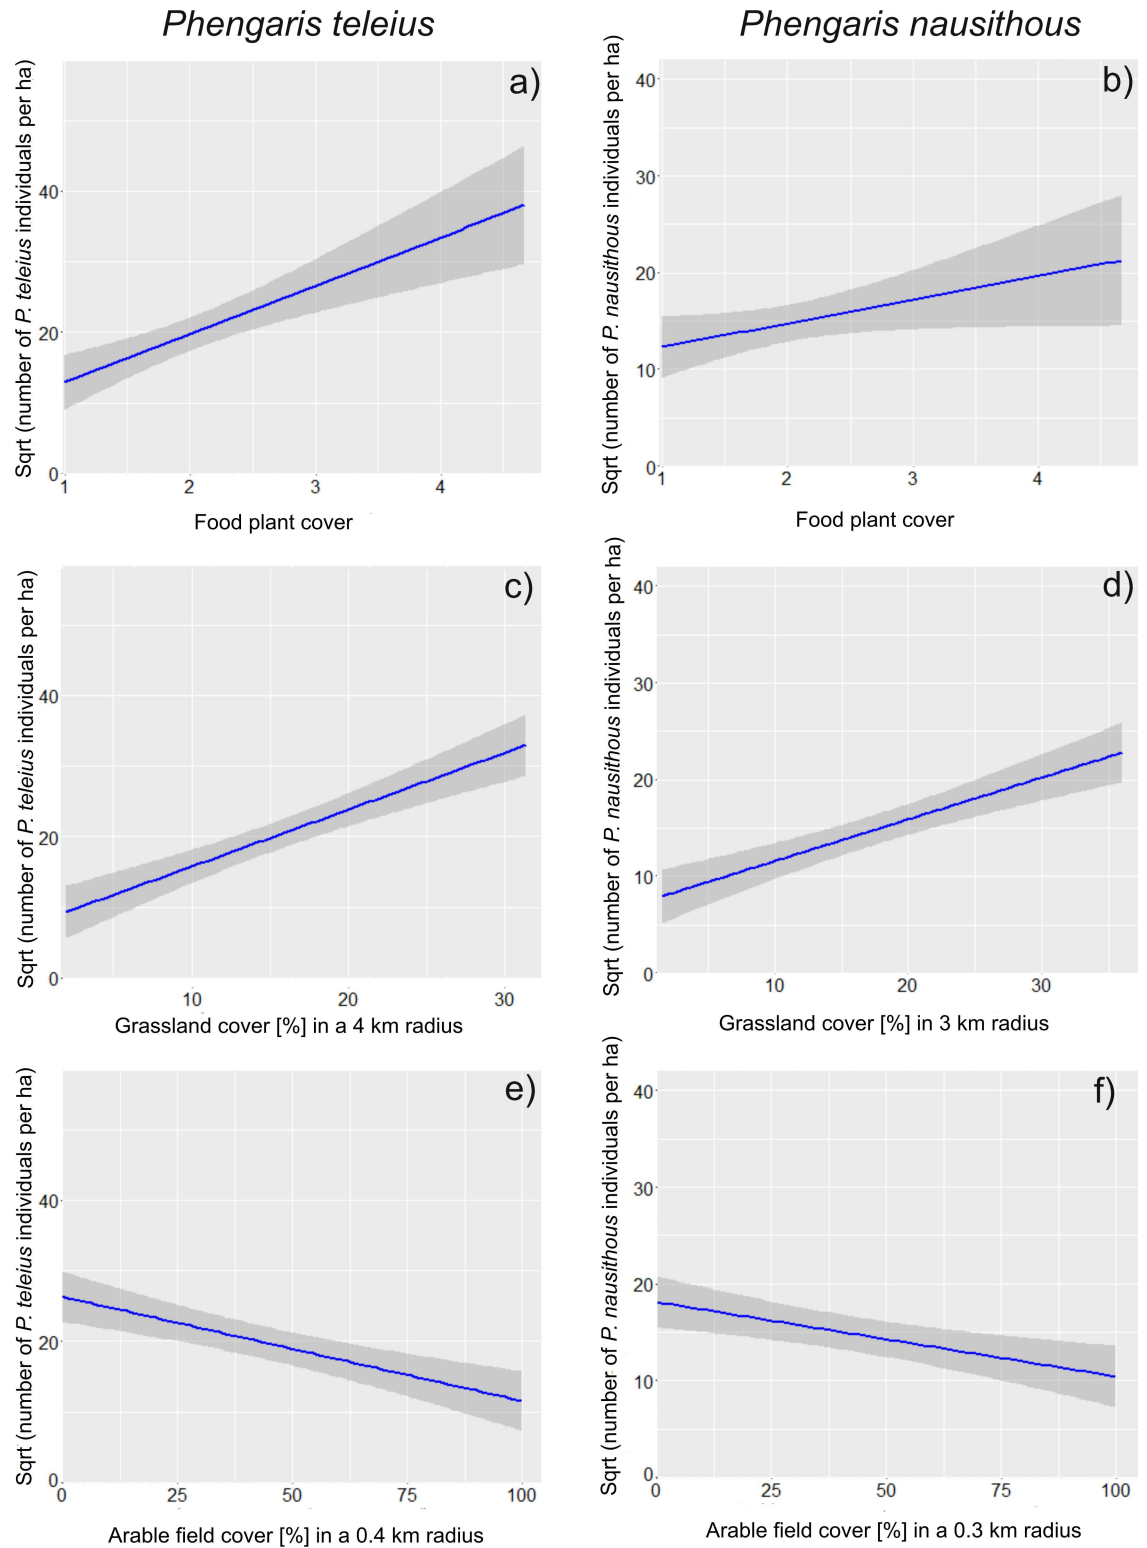 Phengaris teleius
Phengaris nausithous
a)
Sqrt (number of P. teleius individuals per ha)
40
20
0
1 2 3 4
Food plant cover
b)
Sqrt (number of P. nausithous individuals per ha)
40
30
20
10
0
1 2 3 4
Food plant cover
c)
Sqrt (number of P. teleius individuals per ha)
40
20
0
10 20 30
Grassland cover [%] in a 4 km radius
d)
Sqrt (number of P. nausithous individuals per ha)
40
30
20
10
0
10 20 30
Grassland cover [%] in 3 km radius
e)
Sqrt (number of P. teleius individuals per ha)
40
20
0
0 25 50 75 100
Arable field cover [%] in a 0.4 km radius
f)
Sqrt (number of P. nausithous individuals per ha)
40
30
20
10
0
0 25 50 75 100
Arable field cover [%] in a 0.3 km radius